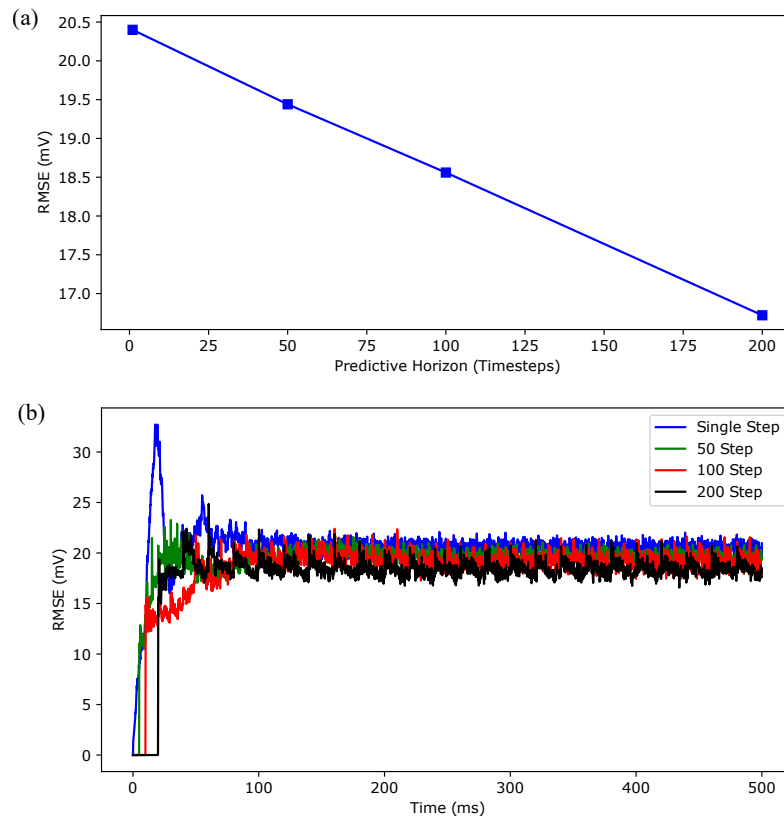 (a)
20.5
20.0
19.5
19.0
18.5
18.0
17.5
17.0
RMSE (mV)
0 25 50 75 100 125 150 175 200
Predictive Horizon (Timesteps)
(b)
30
25
20
15
10
5
0
RMSE (mV)
Single Step
50 Step
100 Step
200 Step
0 100 200 300 400 500
Time (ms)